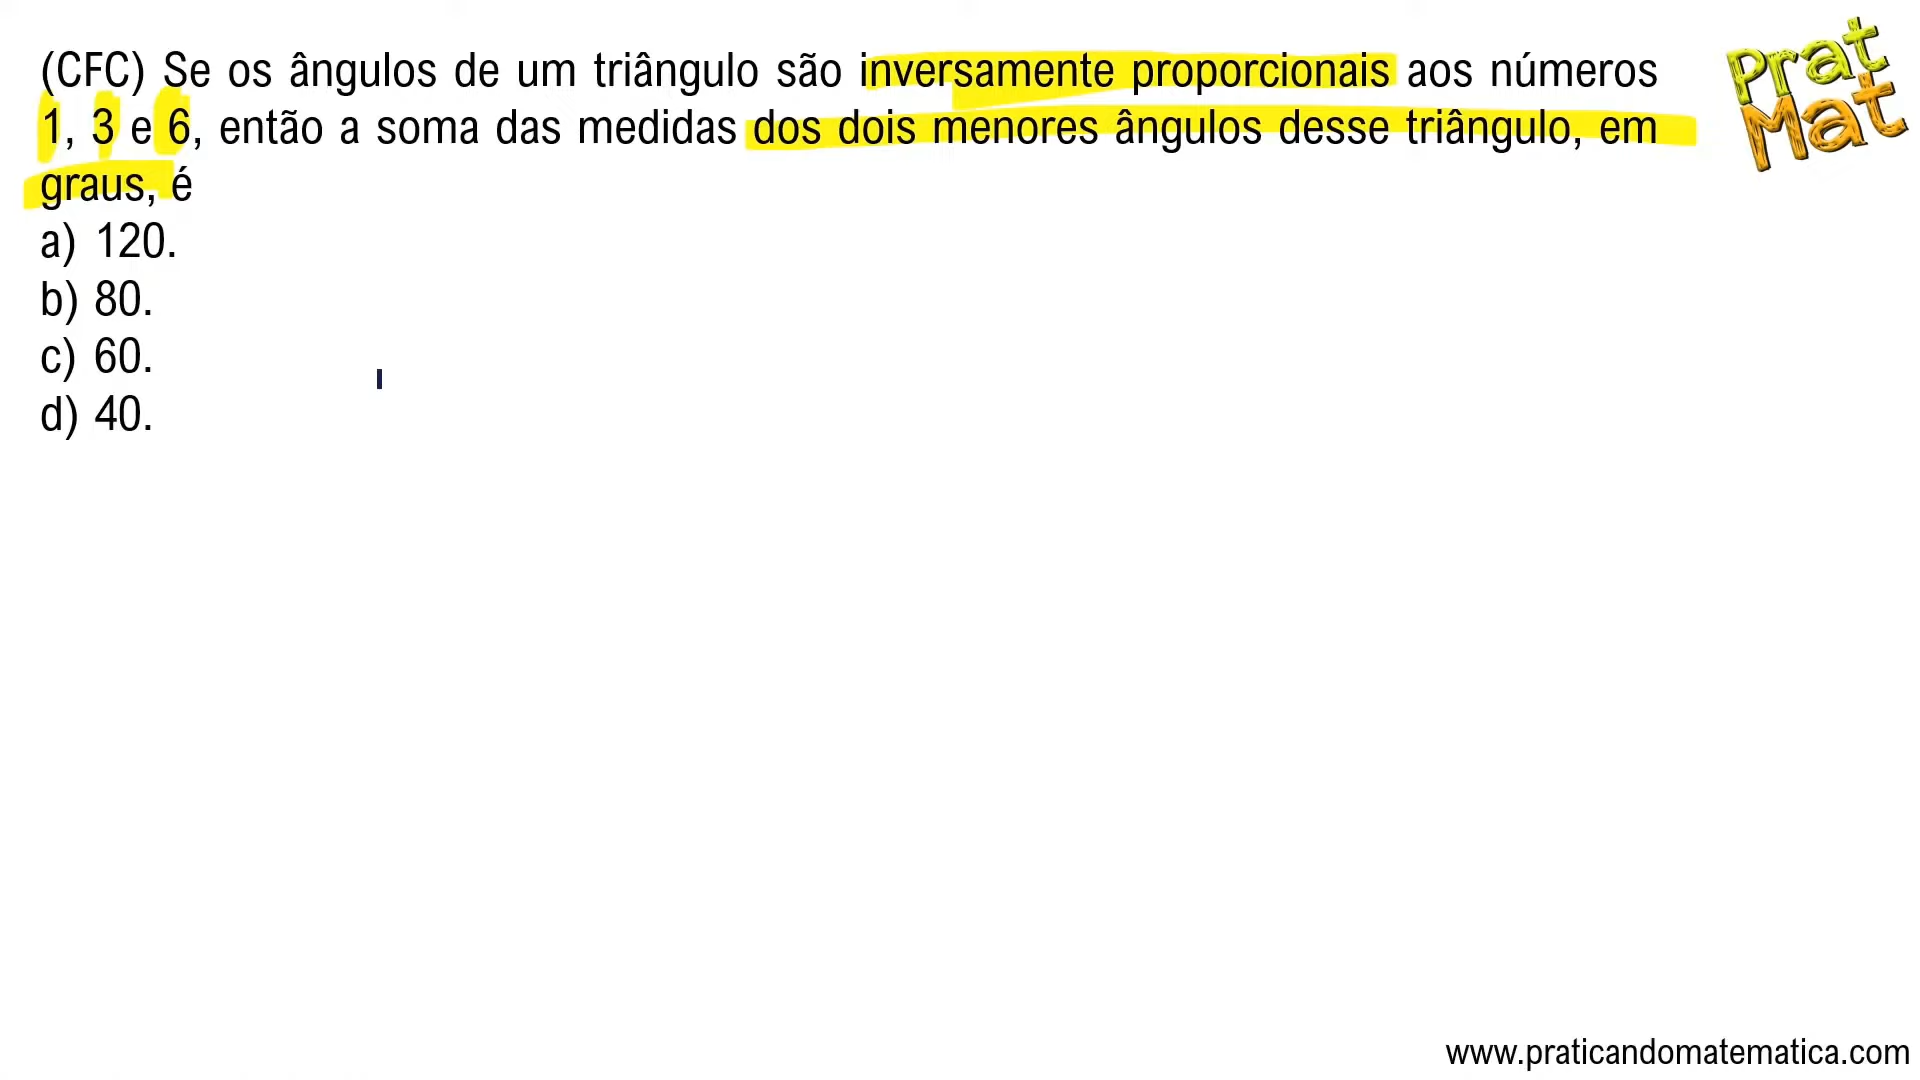 (CFC) Se os ângulos de um triângulo são inversamente proporcionais aos números
1, 3 e 6, então a soma das medidas dos dois menores ângulos desse triângulo, em
graus, é
a) 120.
b) 80.
c) 60.
d) 40.
Prat
Mat
www.praticandomatematica.com